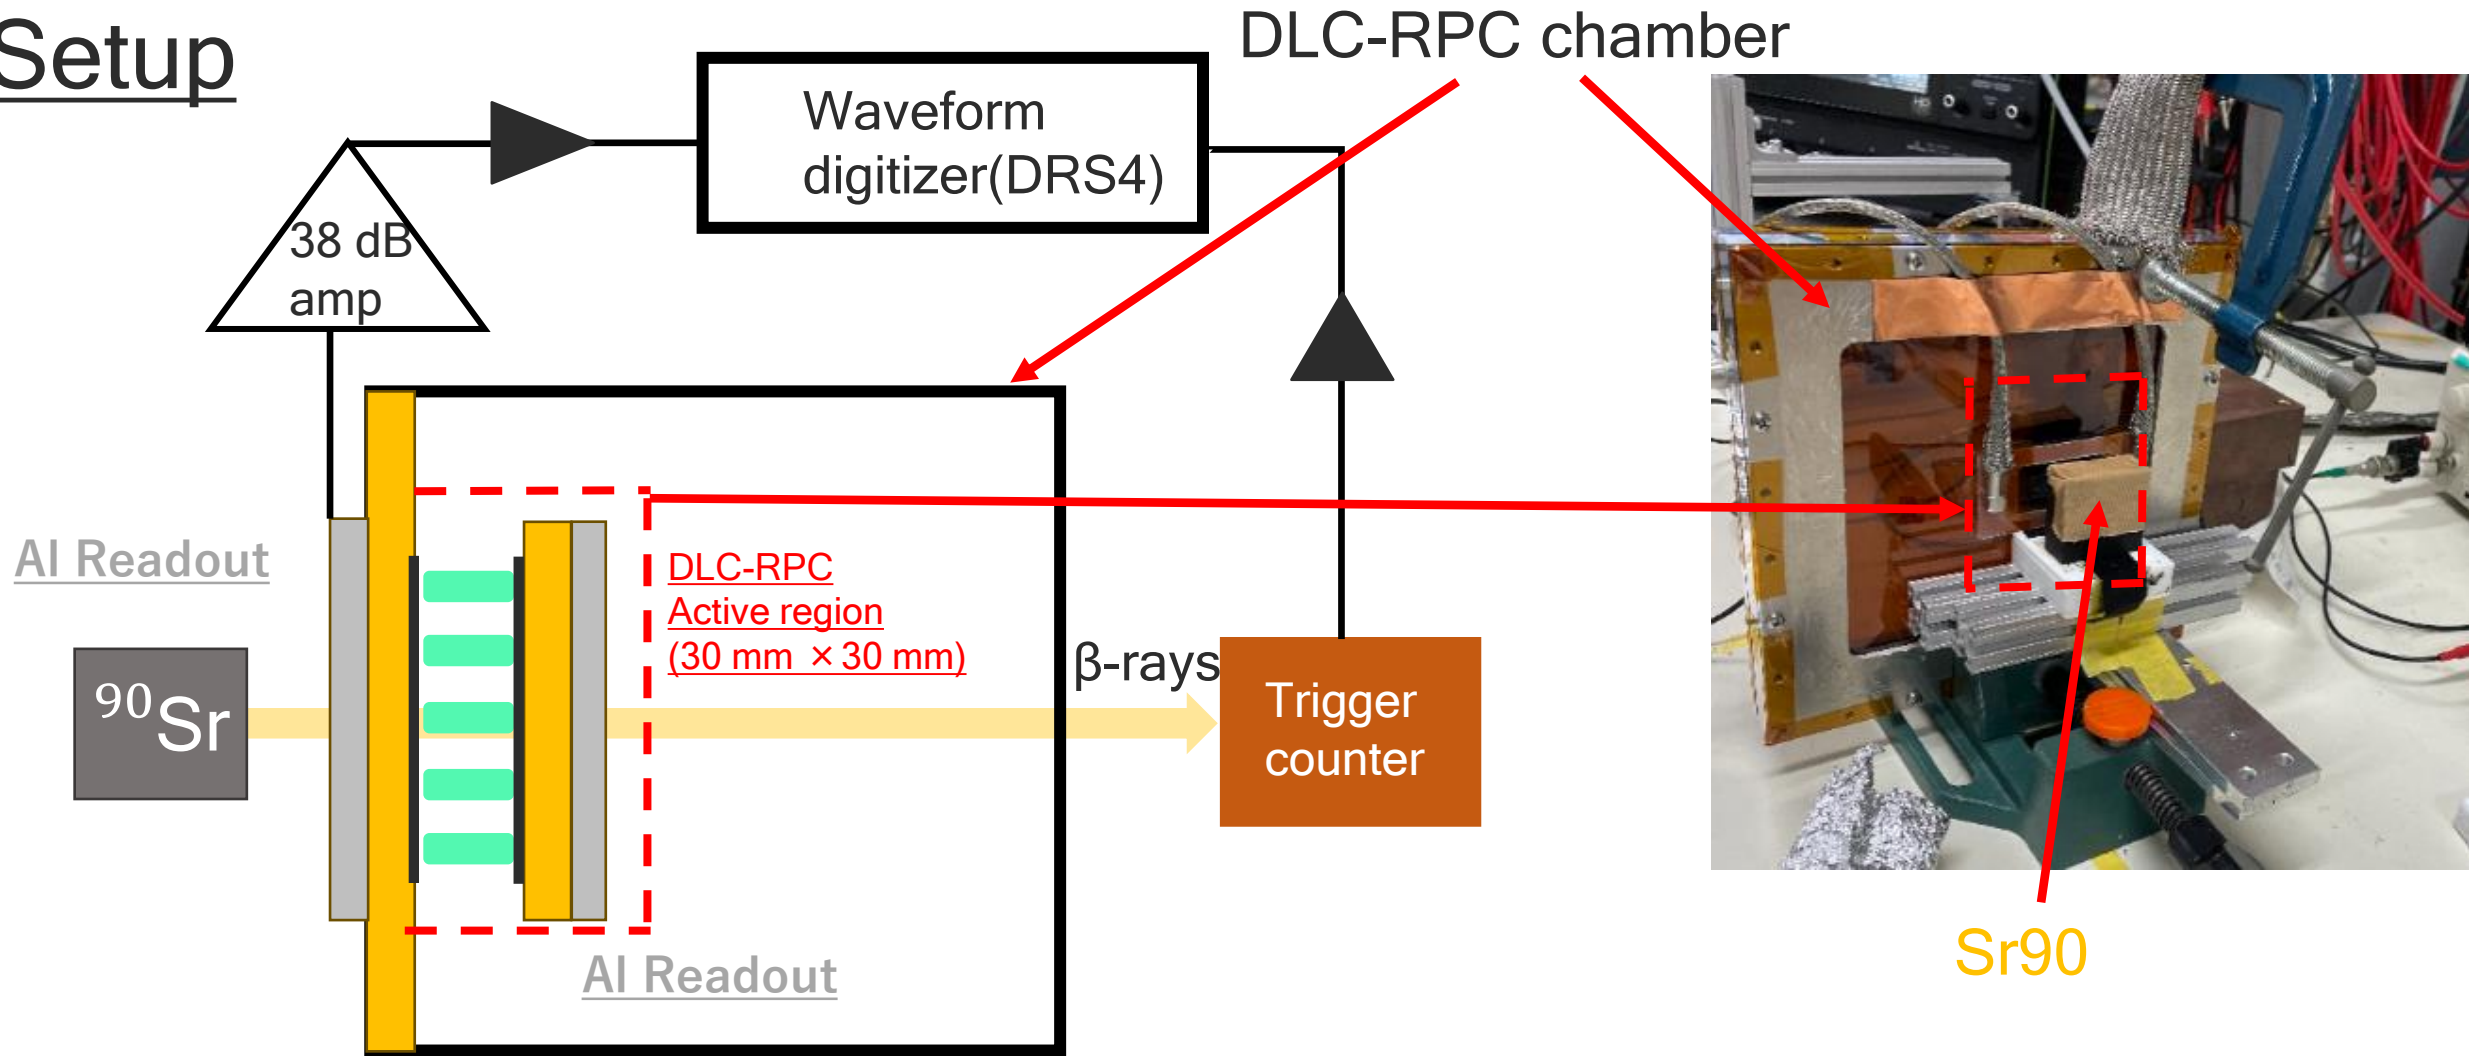 Setup
DLC-RPC chamber
Waveform
digitizer(DRS4)
38 dB
amp
HD
Al Readout
DLC-RPC
Active region
(30 mm ×30 mm)
β-rays
⁹⁰Sr
Trigger
counter
Al Readout
Sr90